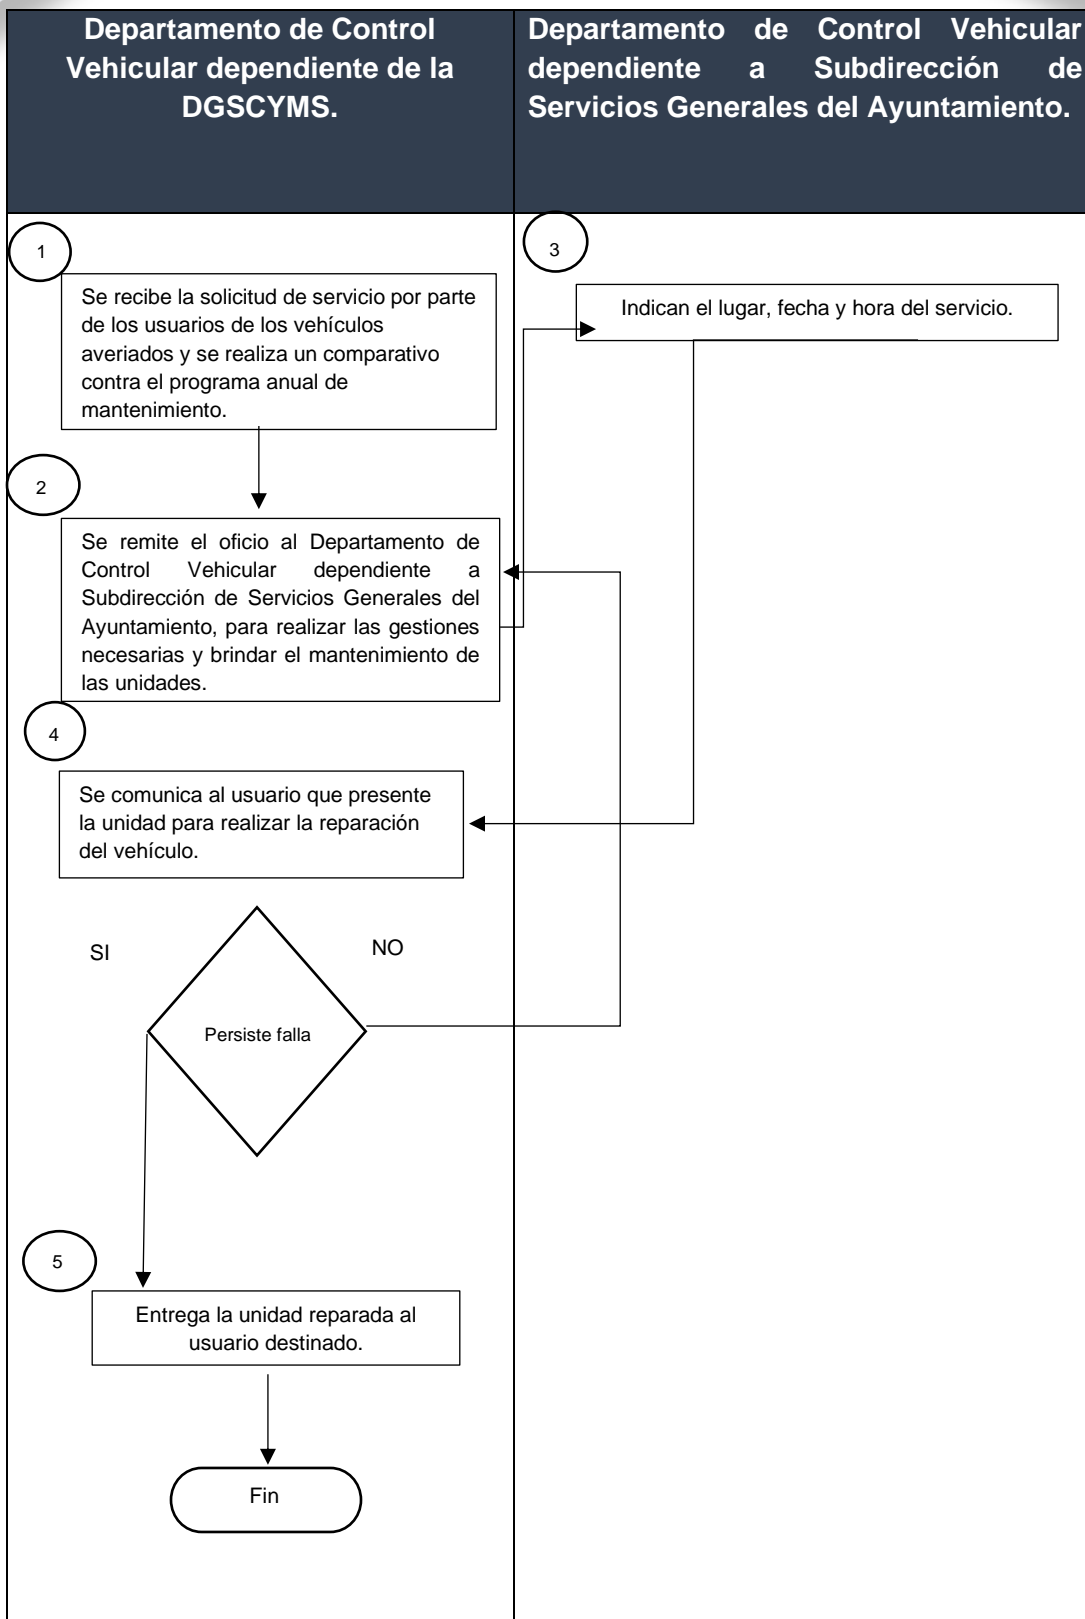 Departamento de Control
Vehicular dependiente de la
DGSCYMS.
Departamento de Control Vehicular
dependiente a Subdirección de
Servicios Generales del Ayuntamiento.
1
Se recibe la solicitud de servicio por parte
de los usuarios de los vehículos
averiados y se realiza un comparativo
contra el programa anual de
mantenimiento.
3
Indican el lugar, fecha y hora del servicio.
2
Se remite el oficio al Departamento de
Control Vehicular dependiente a
Subdirección de Servicios Generales del
Ayuntamiento, para realizar las gestiones
necesarias y brindar el mantenimiento de
las unidades.
4
Se comunica al usuario que presente
la unidad para realizar la reparación
del vehículo.
SI
NO
Persiste falla
5
Entrega la unidad reparada al
usuario destinado.
Fin